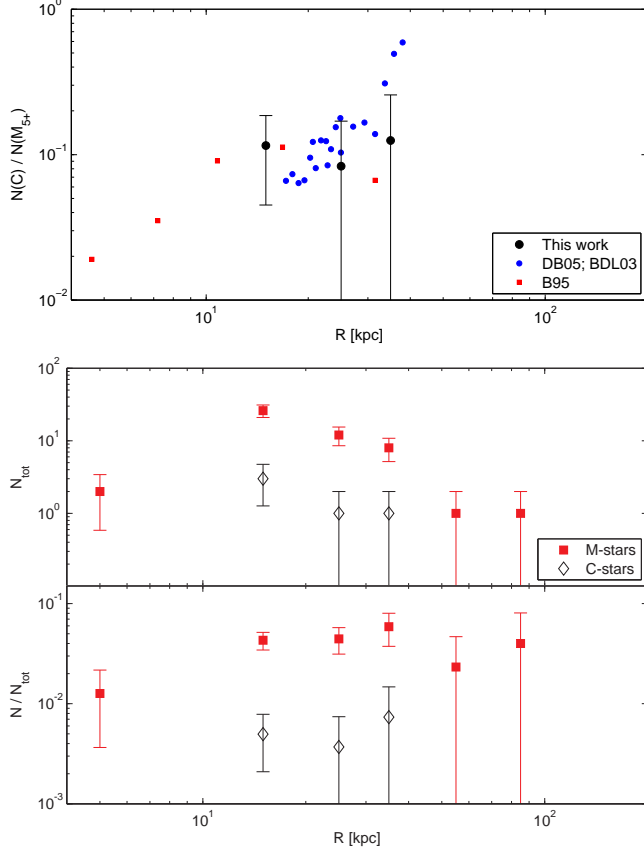 10^0
10^-1
10^-2
N(C) / N(M_5+)
10^1
10^2
R [kpc]
This work
DB05; BDL03
B95
10^2
10^1
10^0
N_tot
M-stars
C-stars
10^-1
10^-2
10^-3
N / N_tot
10^1
10^2
R [kpc]